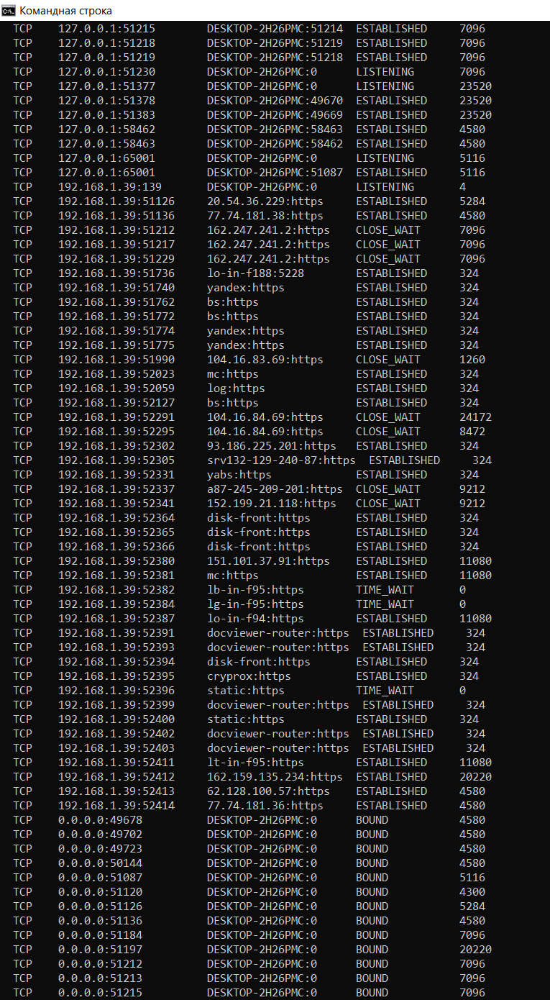 Командная строка
TCP 127.0.0.1:51215 DESKTOP-2H26PMC:51214 ESTABLISHED 7096
TCP 127.0.0.1:51218 DESKTOP-2H26PMC:51219 ESTABLISHED 7096
TCP 127.0.0.1:51219 DESKTOP-2H26PMC:51218 ESTABLISHED 7096
TCP 127.0.0.1:51230 DESKTOP-2H26PMC:0 LISTENING 7096
TCP 127.0.0.1:51377 DESKTOP-2H26PMC:0 LISTENING 23520
TCP 127.0.0.1:51378 DESKTOP-2H26PMC:49670 ESTABLISHED 23520
TCP 127.0.0.1:51383 DESKTOP-2H26PMC:49669 ESTABLISHED 23520
TCP 127.0.0.1:58462 DESKTOP-2H26PMC:58463 ESTABLISHED 4580
TCP 127.0.0.1:58463 DESKTOP-2H26PMC:58462 ESTABLISHED 4580
TCP 127.0.0.1:65001 DESKTOP-2H26PMC:0 LISTENING 5116
TCP 127.0.0.1:65001 DESKTOP-2H26PMC:51087 ESTABLISHED 5116
TCP 192.168.1.39:139 DESKTOP-2H26PMC:0 LISTENING 4
TCP 192.168.1.39:51126 20.54.36.229:https ESTABLISHED 5284
TCP 192.168.1.39:51136 77.74.181.38:https ESTABLISHED 4580
TCP 192.168.1.39:51212 162.247.241.2:https CLOSE_WAIT 7096
TCP 192.168.1.39:51217 162.247.241.2:https CLOSE_WAIT 7096
TCP 192.168.1.39:51229 162.247.241.2:https CLOSE_WAIT 7096
TCP 192.168.1.39:51736 lo-in-f188:5228 ESTABLISHED 324
TCP 192.168.1.39:51740 yandex:https ESTABLISHED 324
TCP 192.168.1.39:51762 bs:https ESTABLISHED 324
TCP 192.168.1.39:51772 bs:https ESTABLISHED 324
TCP 192.168.1.39:51774 yandex:https ESTABLISHED 324
TCP 192.168.1.39:51775 yandex:https ESTABLISHED 324
TCP 192.168.1.39:51990 104.16.83.69:https CLOSE_WAIT 1260
TCP 192.168.1.39:52023 mc:https ESTABLISHED 324
TCP 192.168.1.39:52059 log:https ESTABLISHED 324
TCP 192.168.1.39:52127 bs:https ESTABLISHED 324
TCP 192.168.1.39:52291 104.16.84.69:https CLOSE_WAIT 24172
TCP 192.168.1.39:52295 104.16.84.69:https CLOSE_WAIT 8472
TCP 192.168.1.39:52302 93.186.225.201:https ESTABLISHED 324
TCP 192.168.1.39:52305 srv132-129-240-87:https ESTABLISHED 324
TCP 192.168.1.39:52331 yabs:https ESTABLISHED 324
TCP 192.168.1.39:52337 a87-245-209-201:https CLOSE_WAIT 9212
TCP 192.168.1.39:52341 152.199.21.118:https CLOSE_WAIT 9212
TCP 192.168.1.39:52364 disk-front:https ESTABLISHED 324
TCP 192.168.1.39:52365 disk-front:https ESTABLISHED 324
TCP 192.168.1.39:52366 disk-front:https ESTABLISHED 324
TCP 192.168.1.39:52380 151.101.37.91:https ESTABLISHED 11080
TCP 192.168.1.39:52381 mc:https ESTABLISHED 11080
TCP 192.168.1.39:52382 lb-in-f95:https TIME_WAIT 0
TCP 192.168.1.39:52384 lg-in-f95:https TIME_WAIT 0
TCP 192.168.1.39:52387 lo-in-f94:https ESTABLISHED 11080
TCP 192.168.1.39:52391 docviewer-router:https ESTABLISHED 324
TCP 192.168.1.39:52393 docviewer-router:https ESTABLISHED 324
TCP 192.168.1.39:52394 disk-front:https ESTABLISHED 324
TCP 192.168.1.39:52395 cryprox:https ESTABLISHED 324
TCP 192.168.1.39:52396 static:https TIME_WAIT 0
TCP 192.168.1.39:52399 docviewer-router:https ESTABLISHED 324
TCP 192.168.1.39:52400 static:https ESTABLISHED 324
TCP 192.168.1.39:52402 docviewer-router:https ESTABLISHED 324
TCP 192.168.1.39:52403 docviewer-router:https ESTABLISHED 324
TCP 192.168.1.39:52411 lt-in-f95:https ESTABLISHED 11080
TCP 192.168.1.39:52412 162.159.135.234:https ESTABLISHED 20220
TCP 192.168.1.39:52413 62.128.100.57:https ESTABLISHED 4580
TCP 192.168.1.39:52414 77.74.181.36:https ESTABLISHED 4580
TCP 0.0.0.0:49678 DESKTOP-2H26PMC:0 BOUND 4580
TCP 0.0.0.0:49702 DESKTOP-2H26PMC:0 BOUND 4580
TCP 0.0.0.0:49723 DESKTOP-2H26PMC:0 BOUND 4580
TCP 0.0.0.0:50144 DESKTOP-2H26PMC:0 BOUND 4580
TCP 0.0.0.0:51087 DESKTOP-2H26PMC:0 BOUND 5116
TCP 0.0.0.0:51120 DESKTOP-2H26PMC:0 BOUND 4300
TCP 0.0.0.0:51126 DESKTOP-2H26PMC:0 BOUND 5284
TCP 0.0.0.0:51136 DESKTOP-2H26PMC:0 BOUND 4580
TCP 0.0.0.0:51184 DESKTOP-2H26PMC:0 BOUND 7096
TCP 0.0.0.0:51197 DESKTOP-2H26PMC:0 BOUND 20220
TCP 0.0.0.0:51212 DESKTOP-2H26PMC:0 BOUND 7096
TCP 0.0.0.0:51213 DESKTOP-2H26PMC:0 BOUND 7096
TCP 0.0.0.0:51215 DESKTOP-2H26PMC:0 BOUND 7096